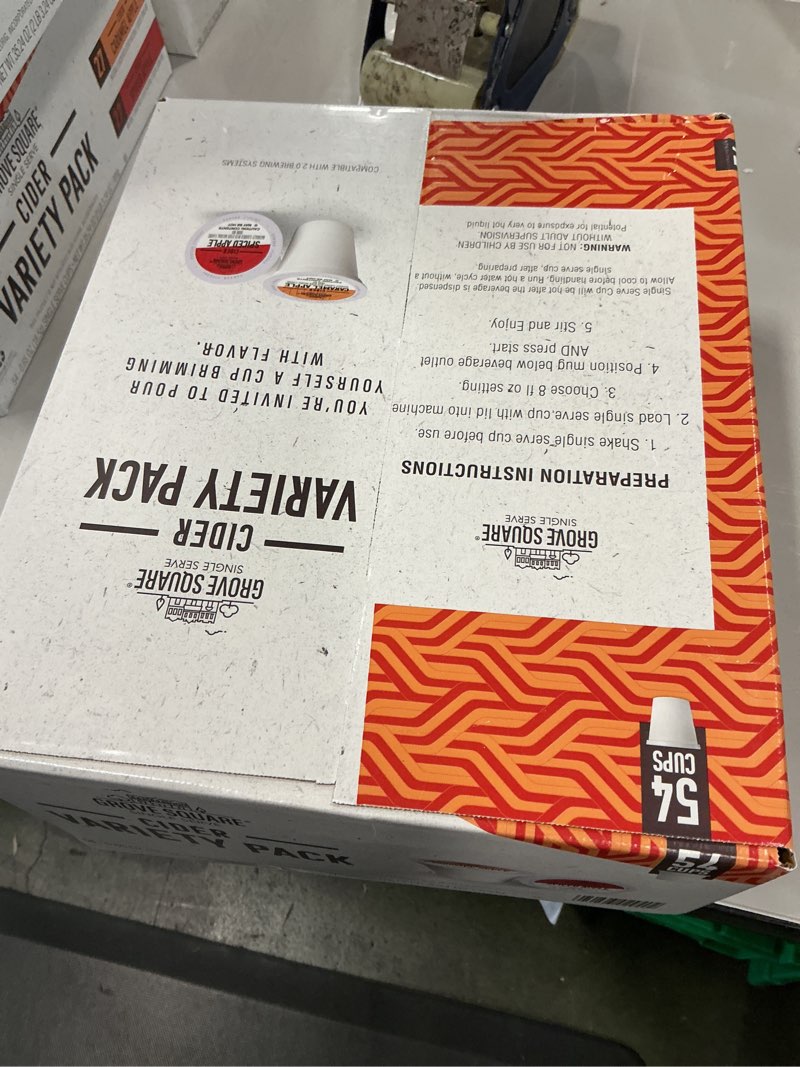 GROVE SQUARE®
SINGLE SERVE
CIDER
VARIETY PACK
YOU'RE INVITED TO POUR
YOURSELF A CUP BRIMMING
WITH FLAVOR.
CARAMEL APPLE
SPICED APPLE
CIDER
COMPATIBLE WITH 2.0 BREWING SYSTEMS
54
CUPS
GROVE SQUARE®
SINGLE SERVE
PREPARATION INSTRUCTIONS
1. Shake single serve cup before use.
2. Load single serve cup with lid into machine
3. Choose 8 fl oz setting.
4. Position mug below beverage outlet
AND press start.
5. Stir and Enjoy.
Single Serve Cup will be hot after the beverage is dispensed
Allow to cool before handling. Run a hot water cycle, without a
single serve cup, after preparing.
WARNING: NOT FOR USE BY CHILDREN
WITHOUT ADULT SUPERVISION.
Potential for exposure to very hot liquid
GROVE SQUARE®
CIDER
VARIETY PACK
54
CUPS
GROVE SQUARE®
SINGLE SERVE
CIDER
VARIETY PACK
27